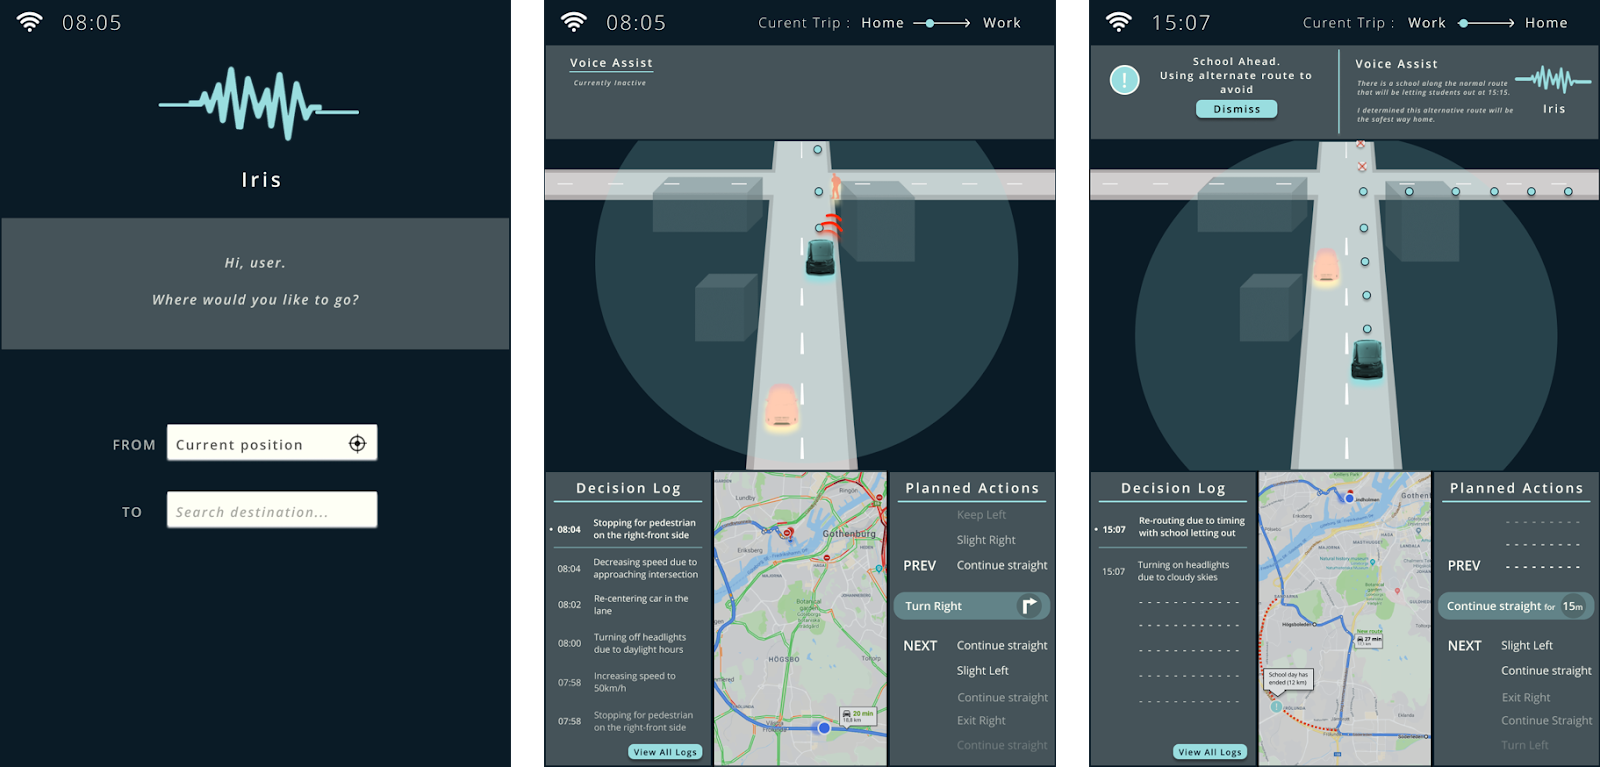 08:05
Iris
Hi, user.
Where would you like to go?
FROM
Current position
TO
Search destination...
08:05
Curent Trip : Home Work
Voice Assist
Currently Inactive
Decision Log
08:04 Stopping for pedestrian
on the right-front side
08:04 Decreasing speed due to
approaching intersection
08:02 Re-centering car in the
lane
08:00 Turning off headlights
due to daylight hours
07:58 Increasing speed to
50km/h
07:58 Stopping for pedestrian
on the right-front side
View All Logs
Lundby
Ringön
Eriksberg
Gothenburg
HÖGSBO
20 min
Planned Actions
Keep Left
Slight Right
PREV Continue straight
Turn Right
NEXT Continue straight
Slight Left
Continue straight
Exit Right
Continue straight
15:07
Curent Trip : Work Home
School Ahead.
Using alternate route to
avoid
Dismiss
Voice Assist
There is a school along the normal route
that will be letting students out at 15:15.
I determined this alternative route will be
the safest way home.
Iris
Decision Log
15:07 Re-routing due to timing
with school letting out
15:07 Turning on headlights
due to cloudy skies
View All Logs
New route
27 min
School day has
ended (12 km)
Planned Actions
PREV
Continue straight for 15m
NEXT Slight Left
Continue straight
Exit Right
Continue Straight
Turn Left